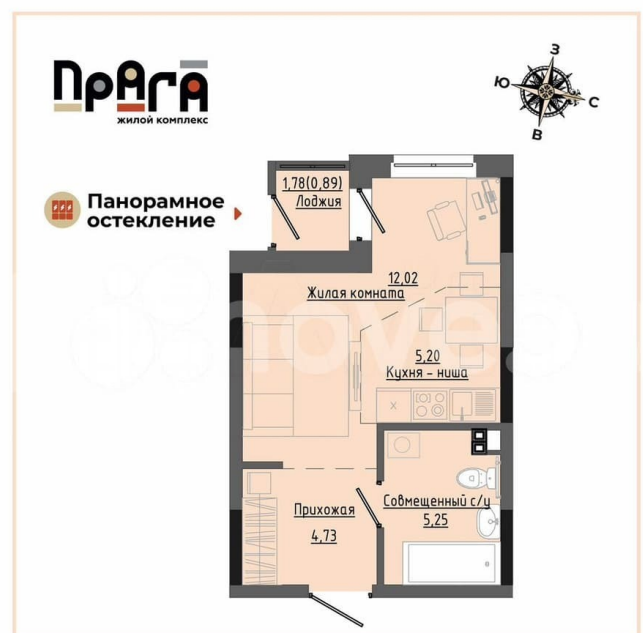 ПРАГА
жилой комплекс
З
Ю
С
В
Панорамное
остекление
1,78(0,89)
Лоджия
12,02
Жилая комната
5,20
Кухня - ниша
Прихожая
4,73
Совмещенный с/у
5,25